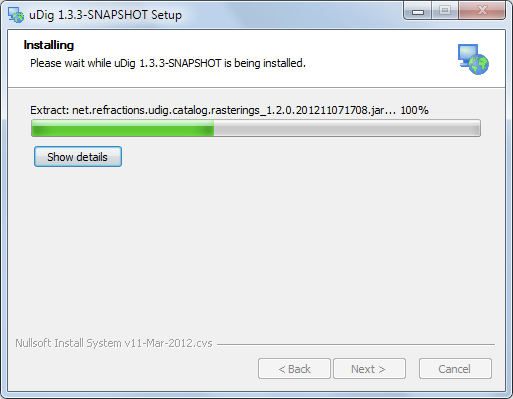 uDig 1.3.3-SNAPSHOT Setup
Installing
Please wait while uDig 1.3.3-SNAPSHOT is being installed.
Extract: net.refractions.udig.catalog.rasterings_1.2.0.201211071708.jar... 100%
Show details
Nullsoft Install System v11-Mar-2012.cvs
< Back
Next >
Cancel